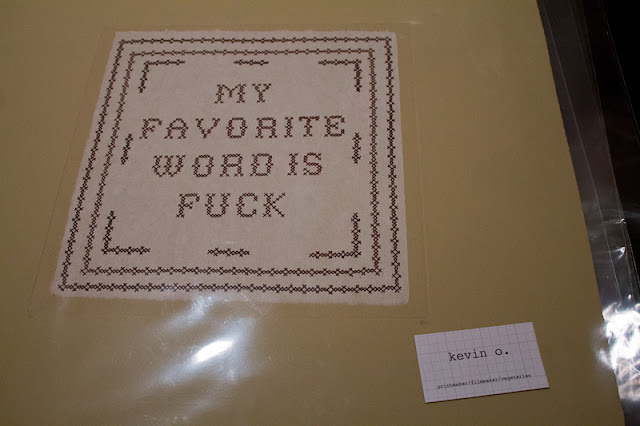 MY
FAVORITE
WORD IS
FUCK
kevin o.
printmaker/filmmaker/vegetarian